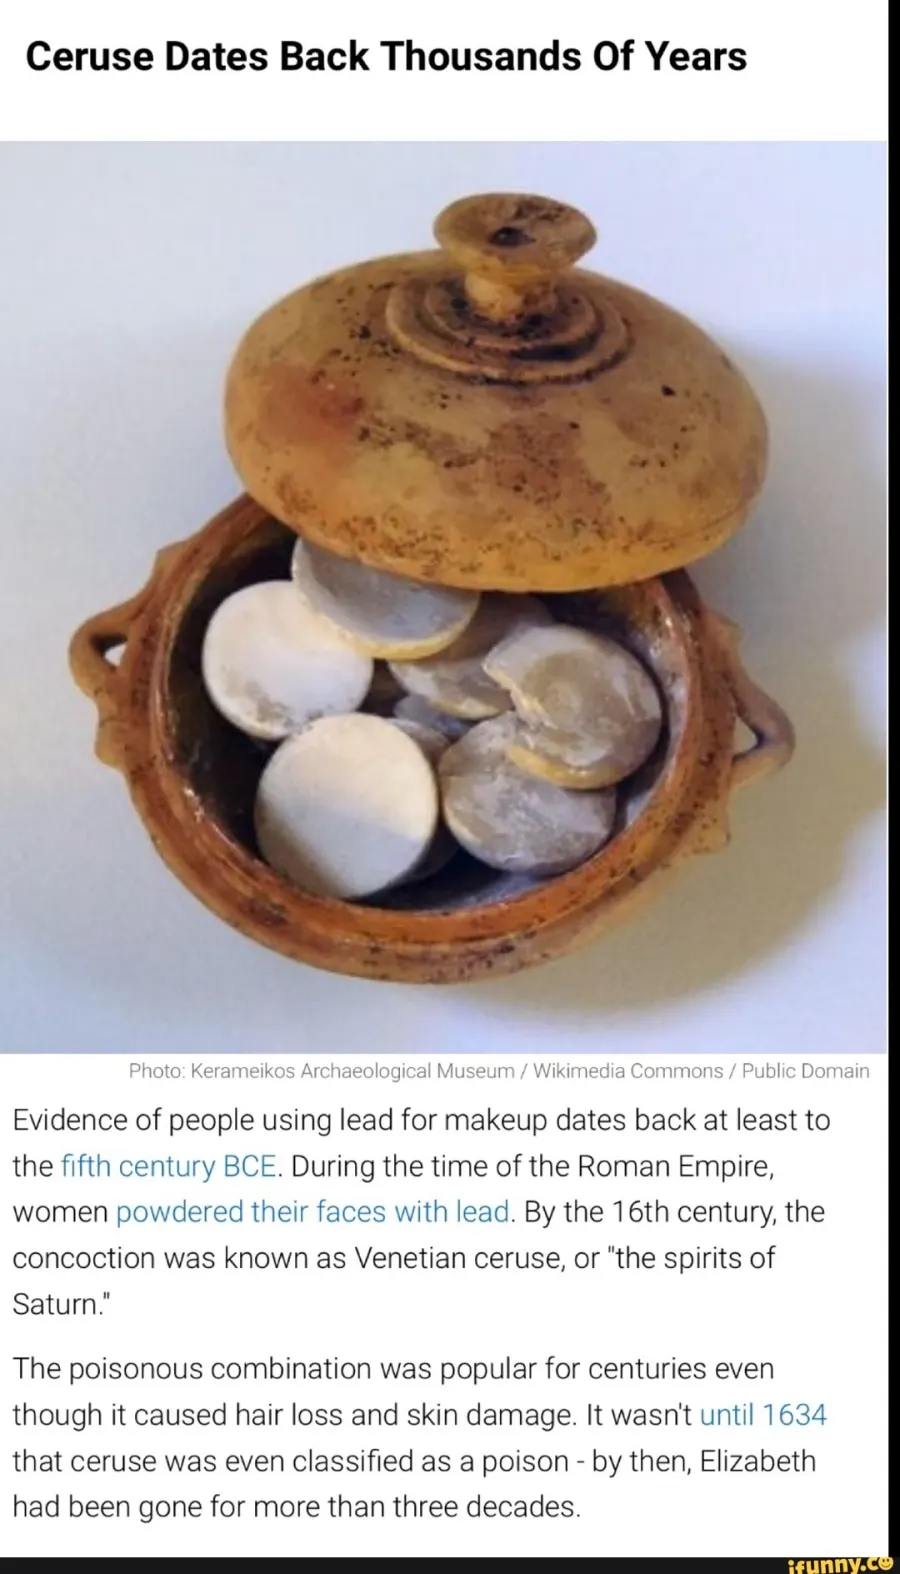 Ceruse Dates Back Thousands Of Years
Photo: Kerameikos Archaeological Museum / Wikimedia Commons / Public Domain
Evidence of people using lead for makeup dates back at least to
the fifth century BCE. During the time of the Roman Empire,
women powdered their faces with lead. By the 16th century, the
concoction was known as Venetian ceruse, or "the spirits of
Saturn."
The poisonous combination was popular for centuries even
though it caused hair loss and skin damage. It wasn't until 1634
that ceruse was even classified as a poison - by then, Elizabeth
had been gone for more than three decades.
ifunny.co